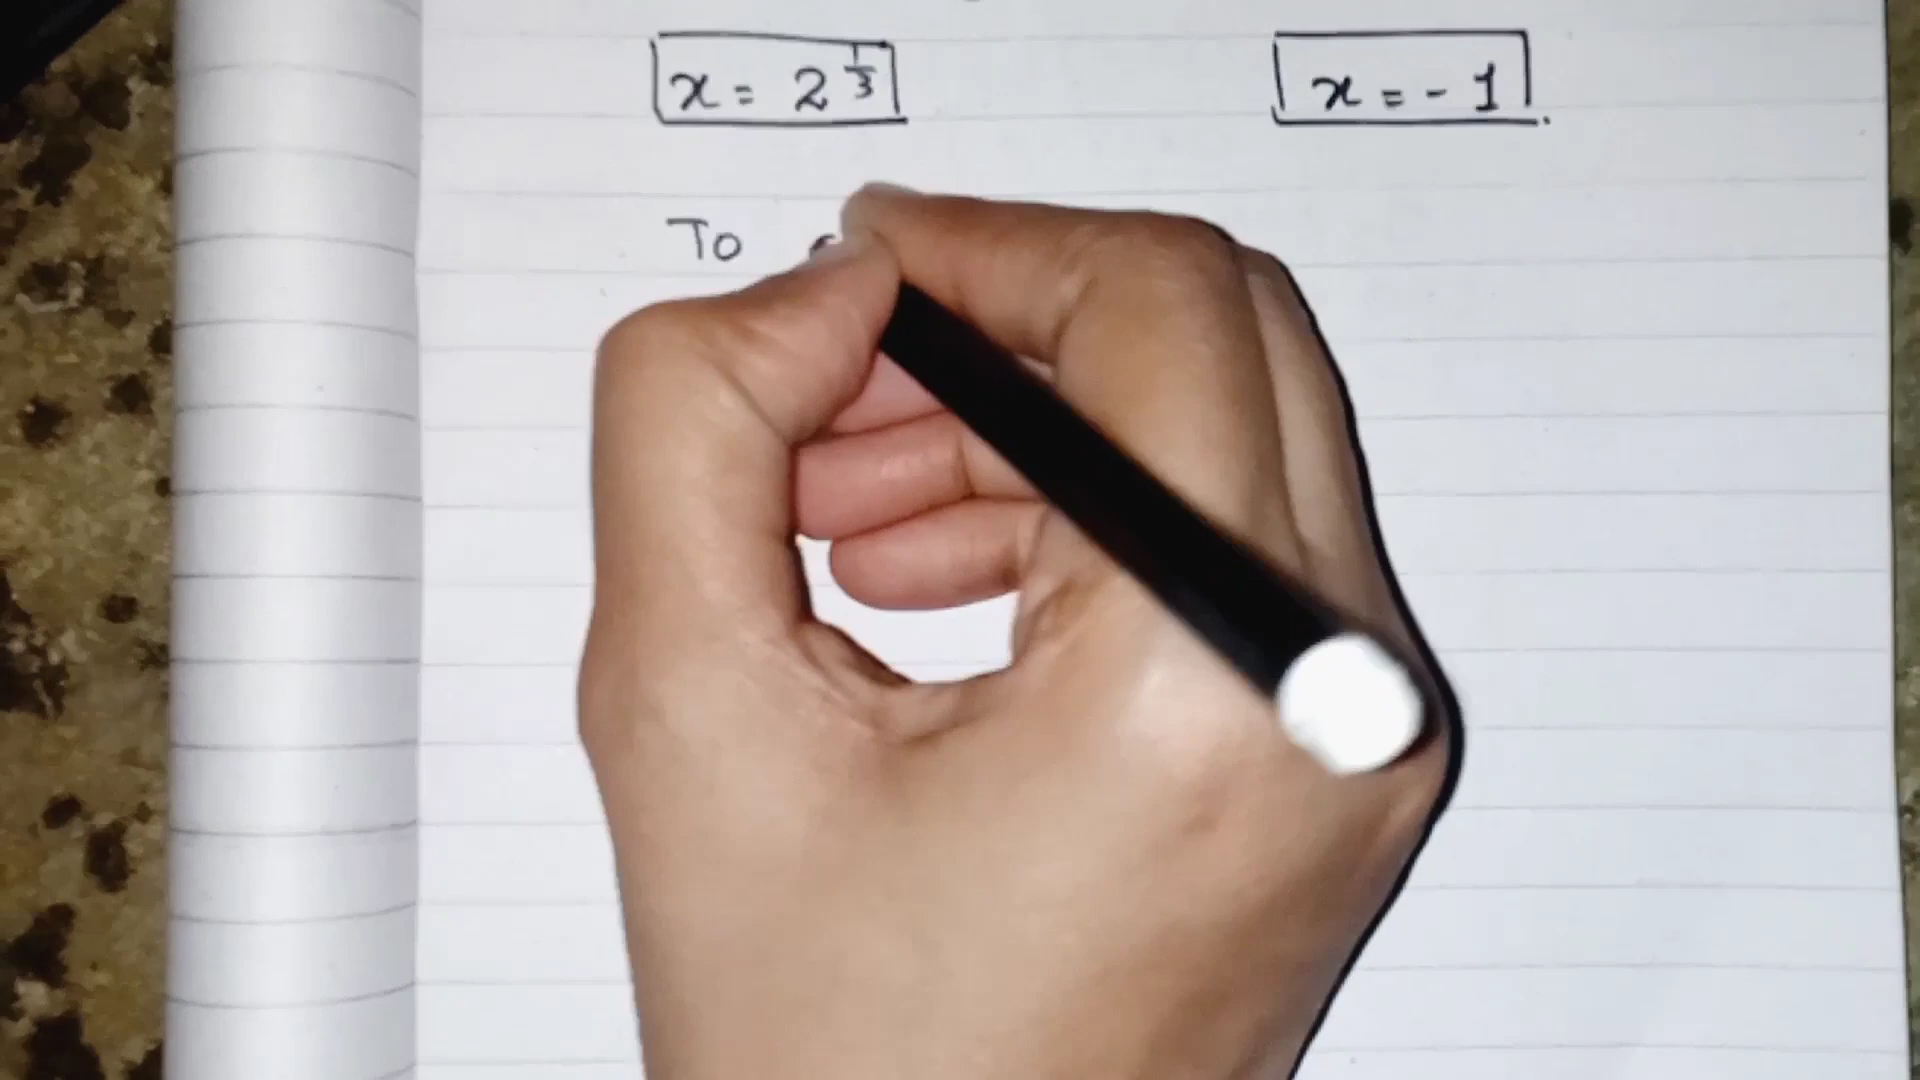 x = 2^{1/3} x = - 1.
To